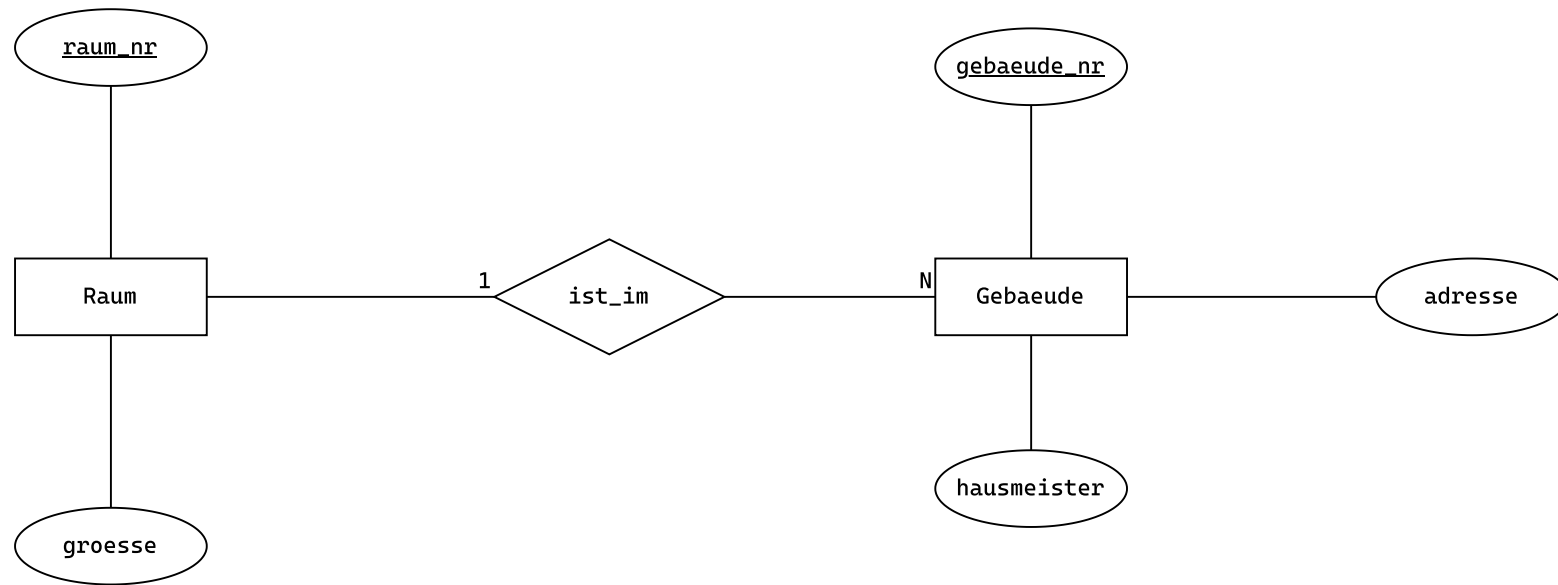 raum_nr
gebaeude_nr
Raum
1
ist_im
N
Gebaeude
adresse
hausmeister
groesse